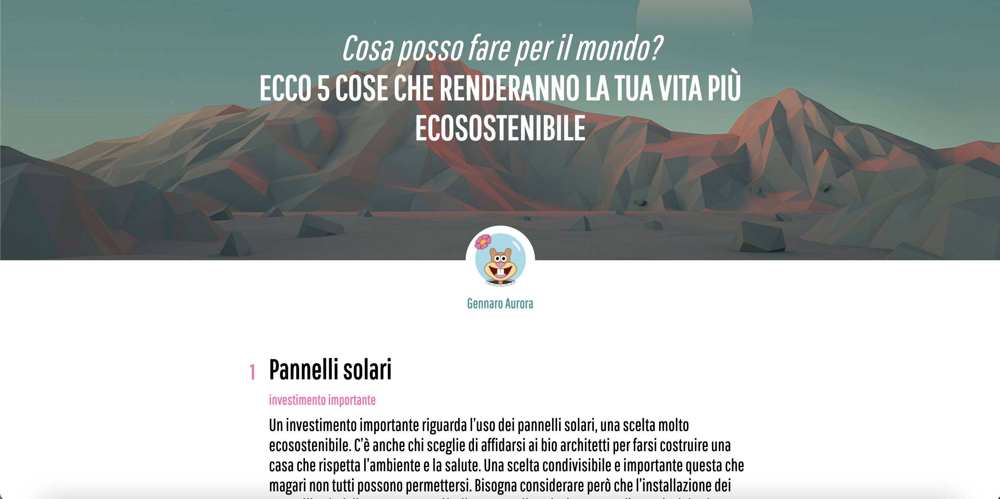 Cosa posso fare per il mondo?
ECCO 5 COSE CHE RENDERANNO LA TUA VITA PIÙ
ECOSOSTENIBILE
Gennaro Aurora
1 Pannelli solari
investimento importante
Un investimento importante riguarda l'uso dei pannelli solari, una scelta molto
ecosostenibile. C'è anche chi sceglie di affidarsi ai bio architetti per farsi costruire una
casa che rispetta l'ambiente e la salute. Una scelta condivisibile e importante questa che
magari non tutti possono permettersi. Bisogna considerare però che l'installazione dei